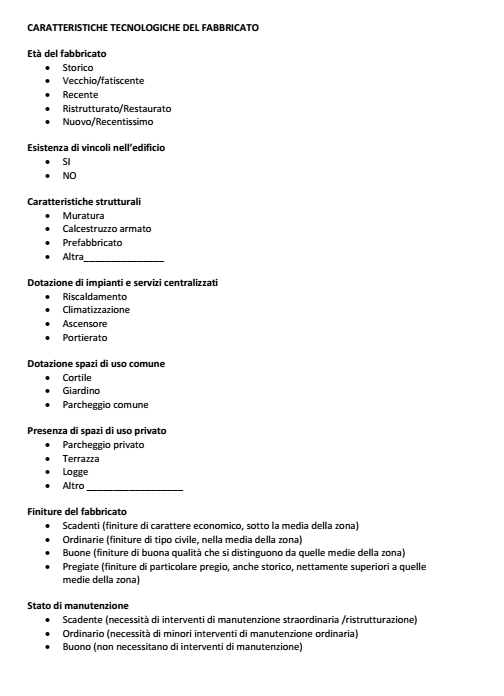 CARATTERISTICHE TECNOLOGICHE DEL FABBRICATO
Età del fabbricato
• Storico
• Vecchio/fatiscente
• Recente
• Ristrutturato/Restaurato
• Nuovo/Recentissimo
Esistenza di vincoli nell'edificio
• SI
• NO
Caratteristiche strutturali
• Muratura
• Calcestruzzo armato
• Prefabbricato
• Altra_______________
Dotazione di impianti e servizi centralizzati
• Riscaldamento
• Climatizzazione
• Ascensore
• Portierato
Dotazione spazi di uso comune
• Cortile
• Giardino
• Parcheggio comune
Presenza di spazi di uso privato
• Parcheggio privato
• Terrazza
• Logge
• Altro __________________
Finiture del fabbricato
• Scadenti (finiture di carattere economico, sotto la media della zona)
• Ordinarie (finiture di tipo civile, nella media della zona)
• Buone (finiture di buona qualità che si distinguono da quelle medie della zona)
• Pregiate (finiture di particolare pregio, anche storico, nettamente superiori a quelle
medie della zona)
Stato di manutenzione
• Scadente (necessità di interventi di manutenzione straordinaria /ristrutturazione)
• Ordinario (necessità di minori interventi di manutenzione ordinaria)
• Buono (non necessitano di interventi di manutenzione)